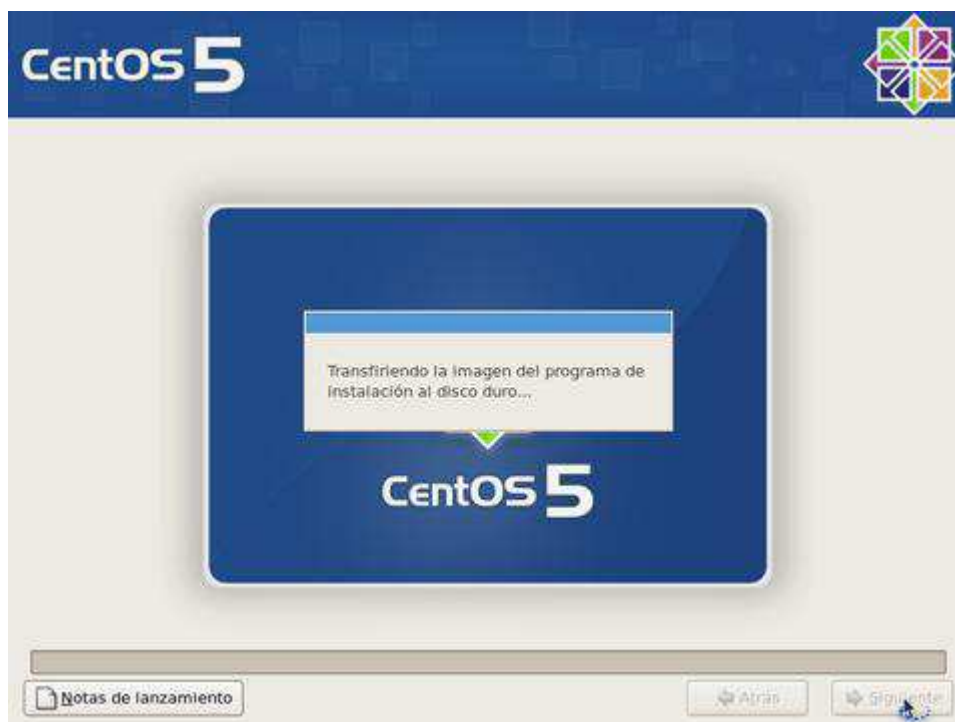 CentOS 5
Transfiriendo la imagen del programa de
instalación al disco duro...
CentOS 5
Notas de lanzamiento
Atrás
Siguiente